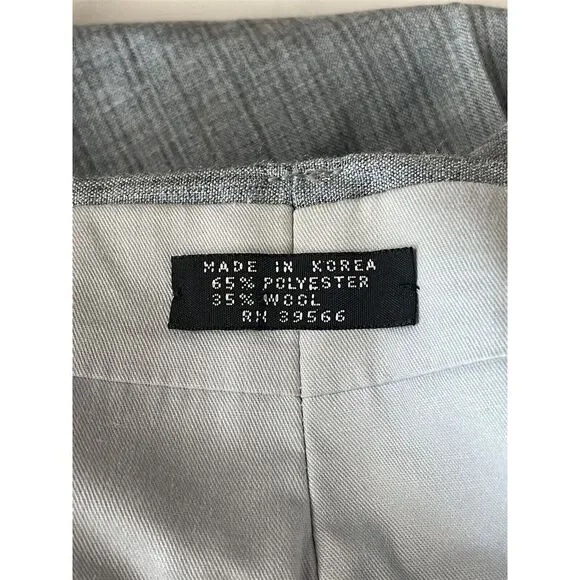 MADE IN KOREA
65% POLYESTER
35% WOOL
RN 39566